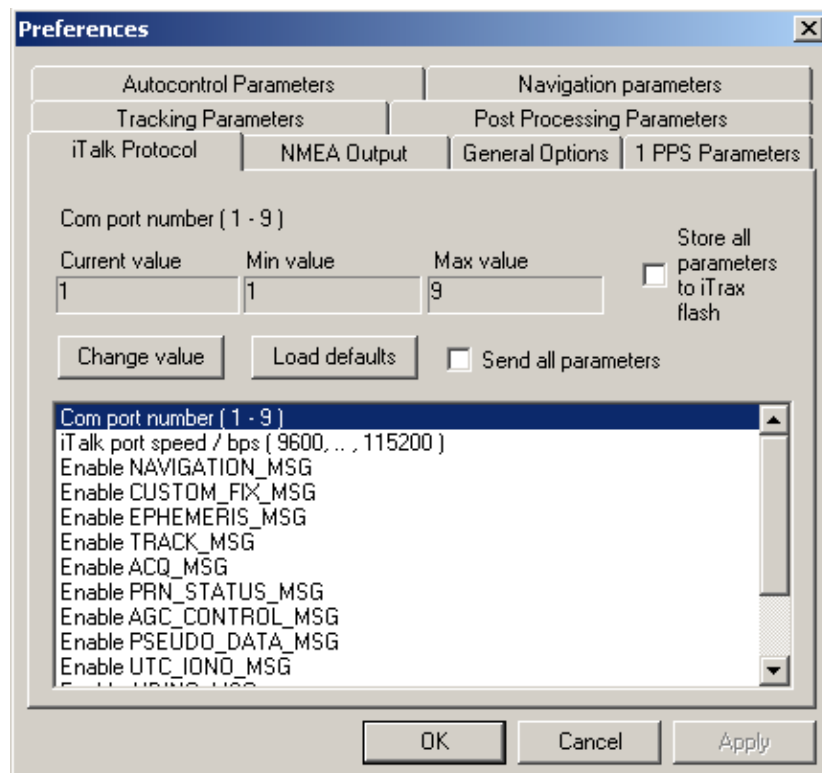 Preferences
Autocontrol Parameters
Navigation parameters
Tracking Parameters
Post Processing Parameters
iTalk Protocol
NMEA Output
General Options
1 PPS Parameters
Com port number ( 1 - 9 )
Current value
Min value
Max value
1
1
9
Store all
parameters
to iTrax
flash
Change value
Load defaults
Send all parameters
Com port number ( 1 - 9 )
iTalk port speed / bps ( 9600, .. , 115200 )
Enable NAVIGATION_MSG
Enable CUSTOM_FIX_MSG
Enable EPHEMERIS_MSG
Enable TRACK_MSG
Enable ACQ_MSG
Enable PRN_STATUS_MSG
Enable AGC_CONTROL_MSG
Enable PSEUDO_DATA_MSG
Enable UTC_IONO_MSG
OK
Cancel
Apply